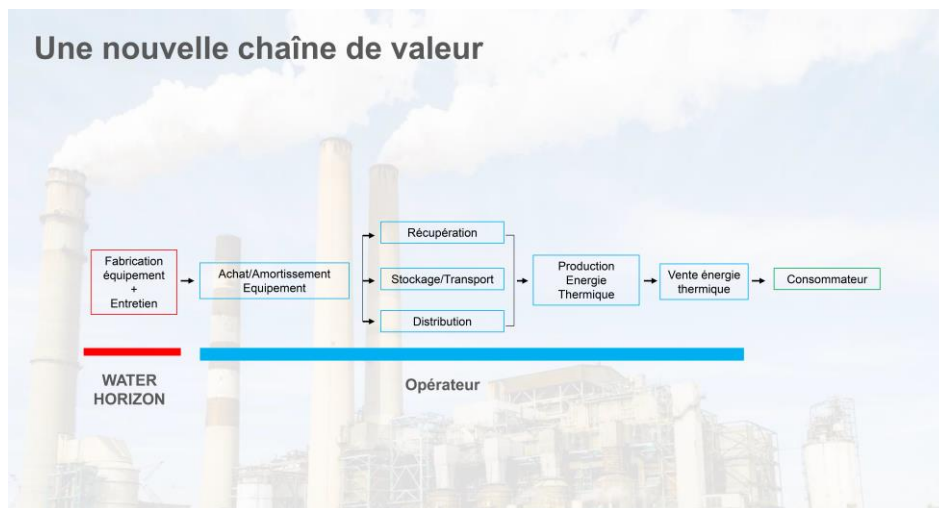 Une nouvelle chaîne de valeur
Fabrication
équipement
+
Entretien
Achat/Amortissement
Equipement
Récupération
Stockage/Transport
Distribution
Production
Energie
Thermique
Vente énergie
thermique
Consommateur
WATER
HORIZON
Opérateur